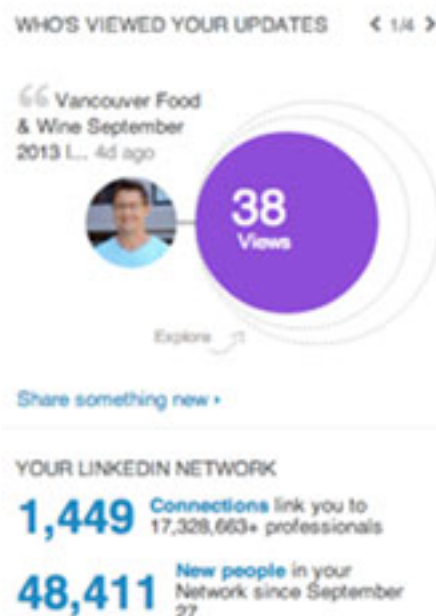 WHO'S VIEWED YOUR UPDATES < 1/4 >
“ Vancouver Food
& Wine September
2013 I... 4d ago
38
Views
Explore
Share something new ›
YOUR LINKEDIN NETWORK
1,449 Connections link you to
17,328,663+ professionals
48,411 New people in your
Network since September
27